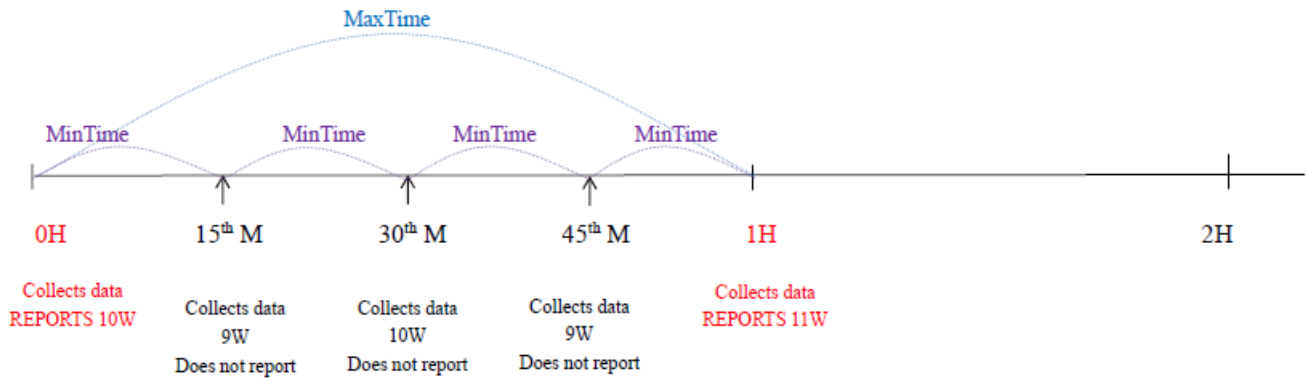 MaxTime
MinTime MinTime MinTime MinTime
0H 15th M 30th M 45th M 1H 2H
Collects data
REPORTS 10W
Collects data
9W
Does not report
Collects data
10W
Does not report
Collects data
9W
Does not report
Collects data
REPORTS 11W